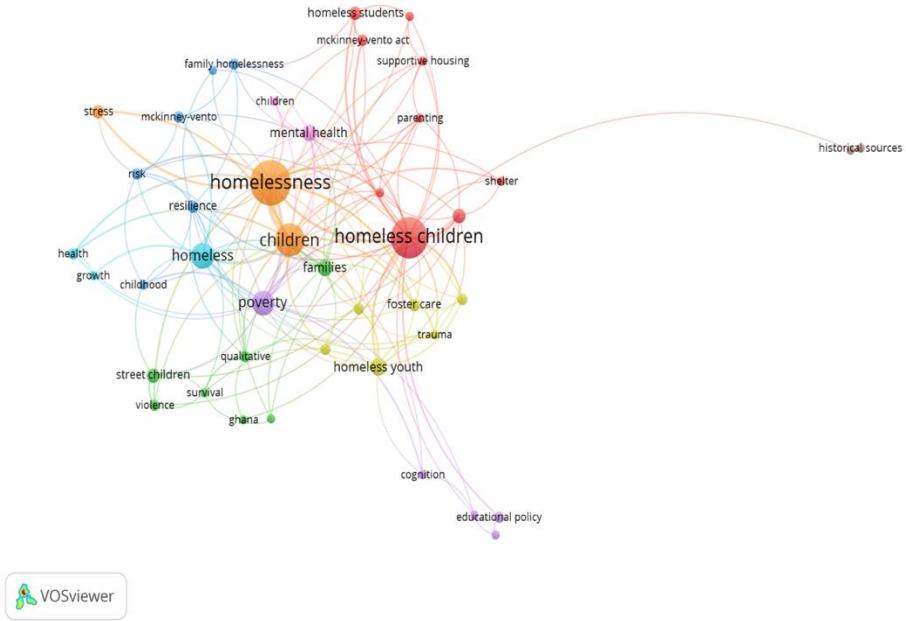 homeless students
mckinney-vento act
family homelessness
supportive housing
children
stress
mckinney-vento
parenting
mental health
historical sources
risk
homelessness
shelter
resilience
children
homeless children
health
homeless
families
growth
childhood
poverty
foster care
trauma
qualitative
street children
homeless youth
survival
violence
ghana
cognition
educational policy
VOSviewer